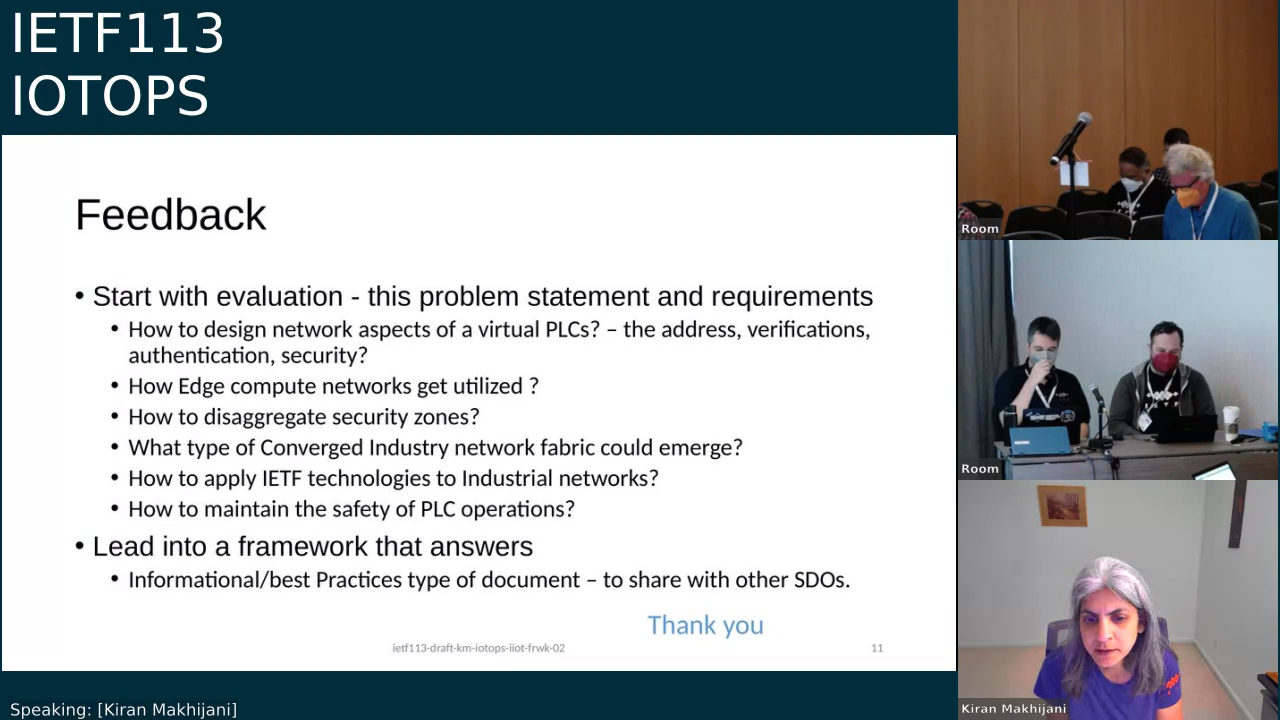 IETF113
IOTOPS
Feedback
• Start with evaluation - this problem statement and requirements
• How to design network aspects of a virtual PLCs? – the address, verifications,
authentication, security?
• How Edge compute networks get utilized ?
• How to disaggregate security zones?
• What type of Converged Industry network fabric could emerge?
• How to apply IETF technologies to Industrial networks?
• How to maintain the safety of PLC operations?
• Lead into a framework that answers
• Informational/best Practices type of document – to share with other SDOs.
Thank you
ietf113-draft-km-iotops-iiot-frwk-02
11
Speaking: [Kiran Makhijani]
Room
Room
Kiran Makhijani